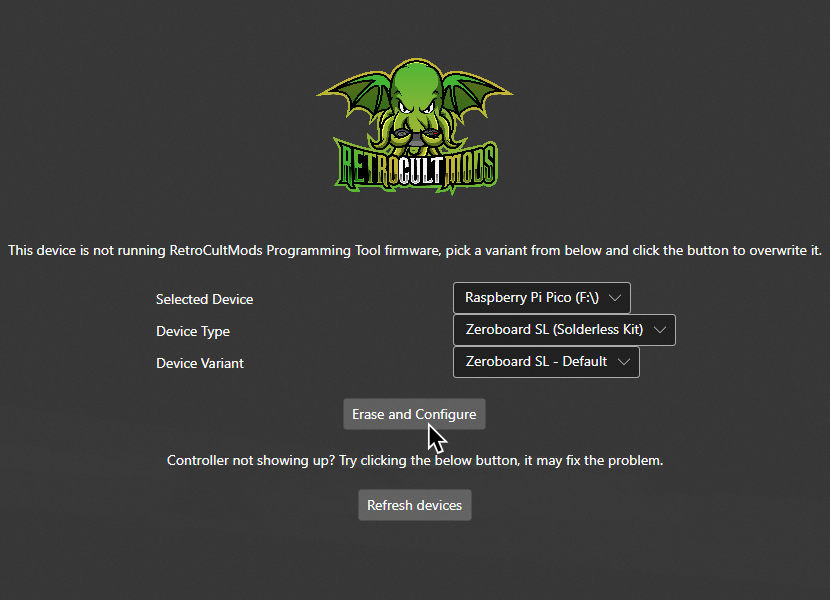 RETROCULTMODS
This device is not running RetroCultMods Programming Tool firmware, pick a variant from below and click the button to overwrite it.
Selected Device
Raspberry Pi Pico (F:\)
Device Type
Zeroboard SL (Solderless Kit)
Device Variant
Zeroboard SL - Default
Erase and Configure
Controller not showing up? Try clicking the below button, it may fix the problem.
Refresh devices